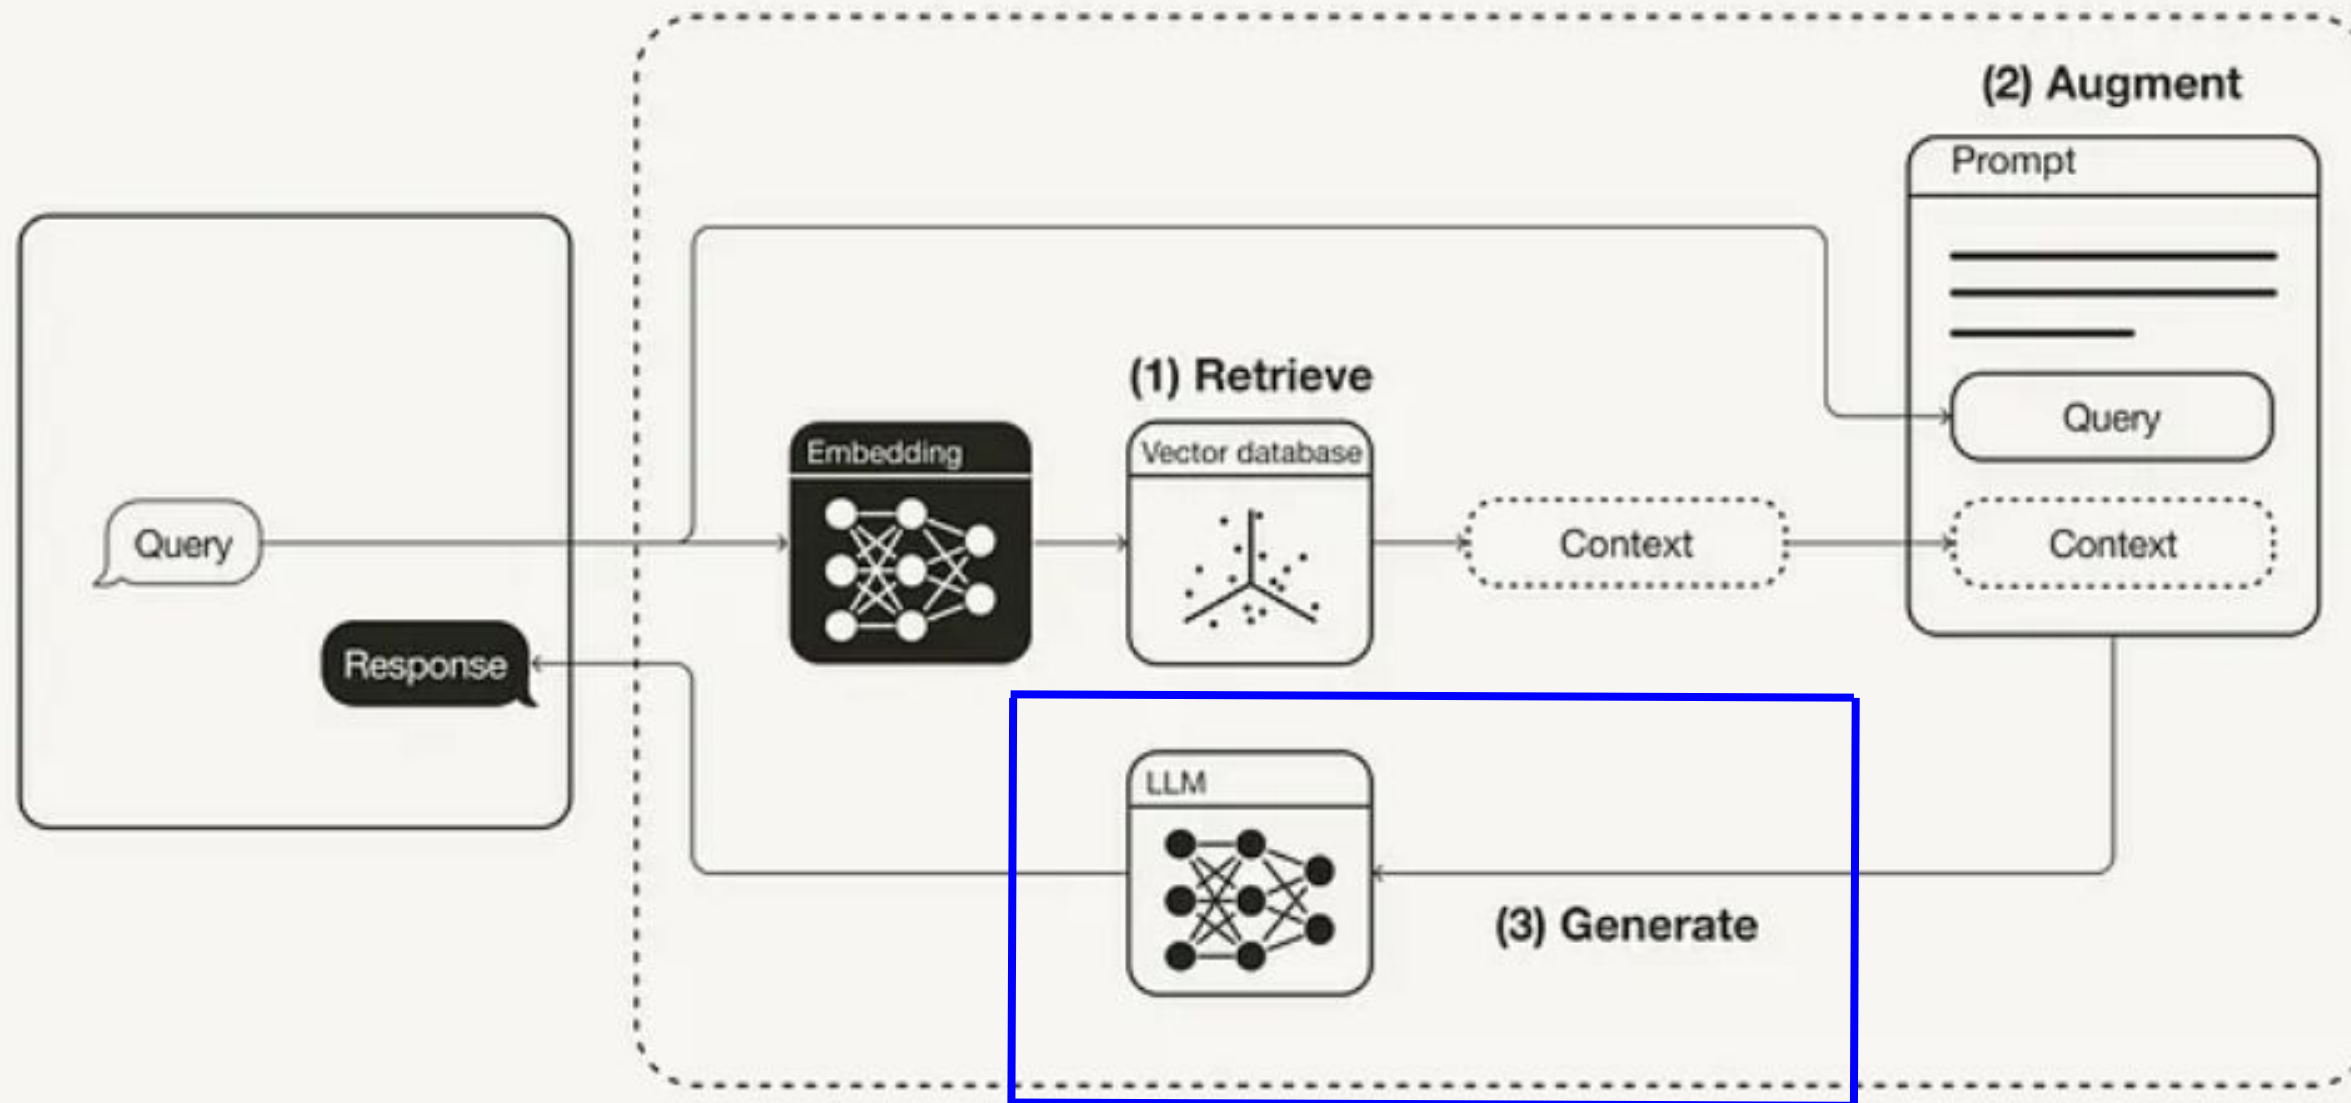 (2) Augment
Prompt
(1) Retrieve
Query
Embedding
Vector database
Query
Context
Context
Response
LLM
(3) Generate